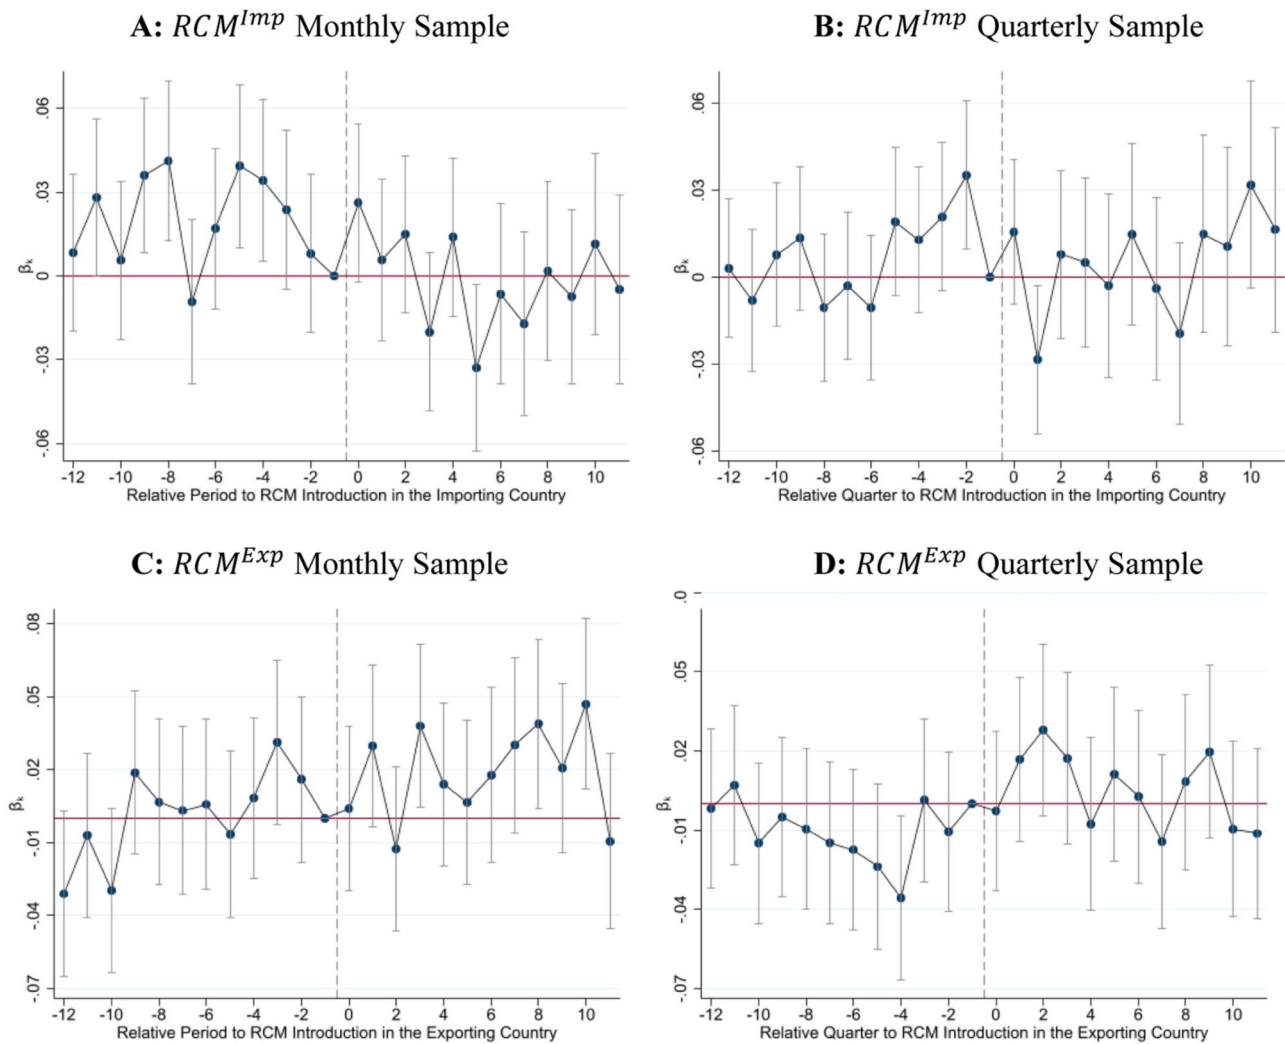 A: RCM^Imp Monthly Sample
B: RCM^Imp Quarterly Sample
.06
.03
0
-.03
-.06
βk
-12 -10 -8 -6 -4 -2 0 2 4 6 8 10
Relative Period to RCM Introduction in the Importing Country
.06
.03
0
-.03
-.06
βk
-12 -10 -8 -6 -4 -2 0 2 4 6 8 10
Relative Quarter to RCM Introduction in the Importing Country
C: RCM^Exp Monthly Sample
D: RCM^Exp Quarterly Sample
.08
.05
.02
-.01
-.04
-.07
βk
-12 -10 -8 -6 -4 -2 0 2 4 6 8 10
Relative Period to RCM Introduction in the Exporting Country
.0
.05
.02
-.01
-.04
-.07
βk
-12 -10 -8 -6 -4 -2 0 2 4 6 8 10
Relative Quarter to RCM Introduction in the Exporting Country